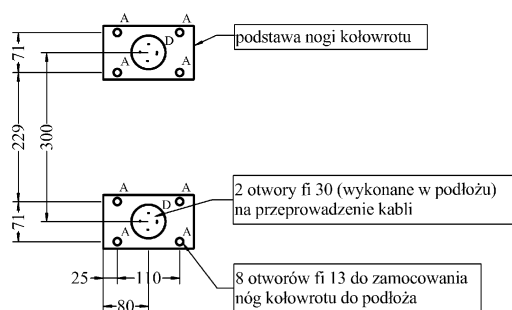 A A
D
A A
podstawa nogi kołowrotu
71
229
300
71
A A
D
A A
2 otwory fi 30 (wykonane w podłożu)
na przeprowadzenie kabli
8 otworów fi 13 do zamocowania
nóg kołowrotu do podłoża
25
110
80